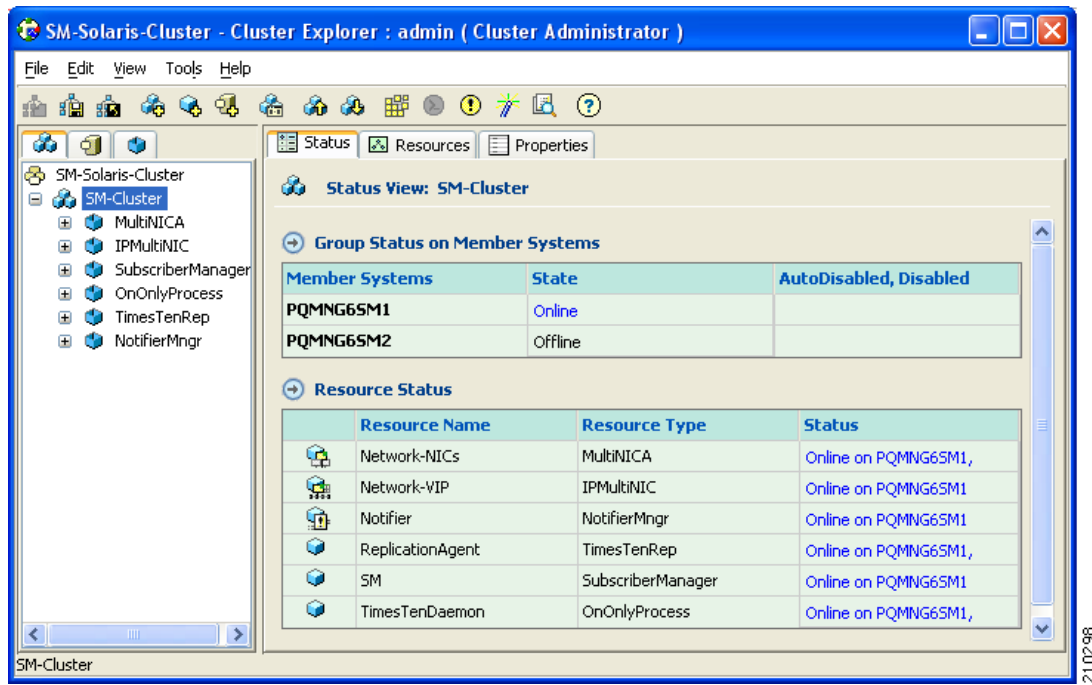 SM-Solaris-Cluster - Cluster Explorer : admin ( Cluster Administrator )
File Edit View Tools Help
Status Resources Properties
SM-Solaris-Cluster
SM-Cluster
MultiNICA
IPMultiNIC
SubscriberManager
OnOnlyProcess
TimesTenRep
NotifierMngr
Status View: SM-Cluster
Group Status on Member Systems
Member Systems State AutoDisabled, Disabled
PQMNG6SM1 Online
PQMNG6SM2 Offline
Resource Status
Resource Name Resource Type Status
Network-NICs MultiNICA Online on PQMNG6SM1,
Network-VIP IPMultiNIC Online on PQMNG6SM1
Notifier NotifierMngr Online on PQMNG6SM1
ReplicationAgent TimesTenRep Online on PQMNG6SM1,
SM SubscriberManager Online on PQMNG6SM1
TimesTenDaemon OnOnlyProcess Online on PQMNG6SM1,
SM-Cluster
210298